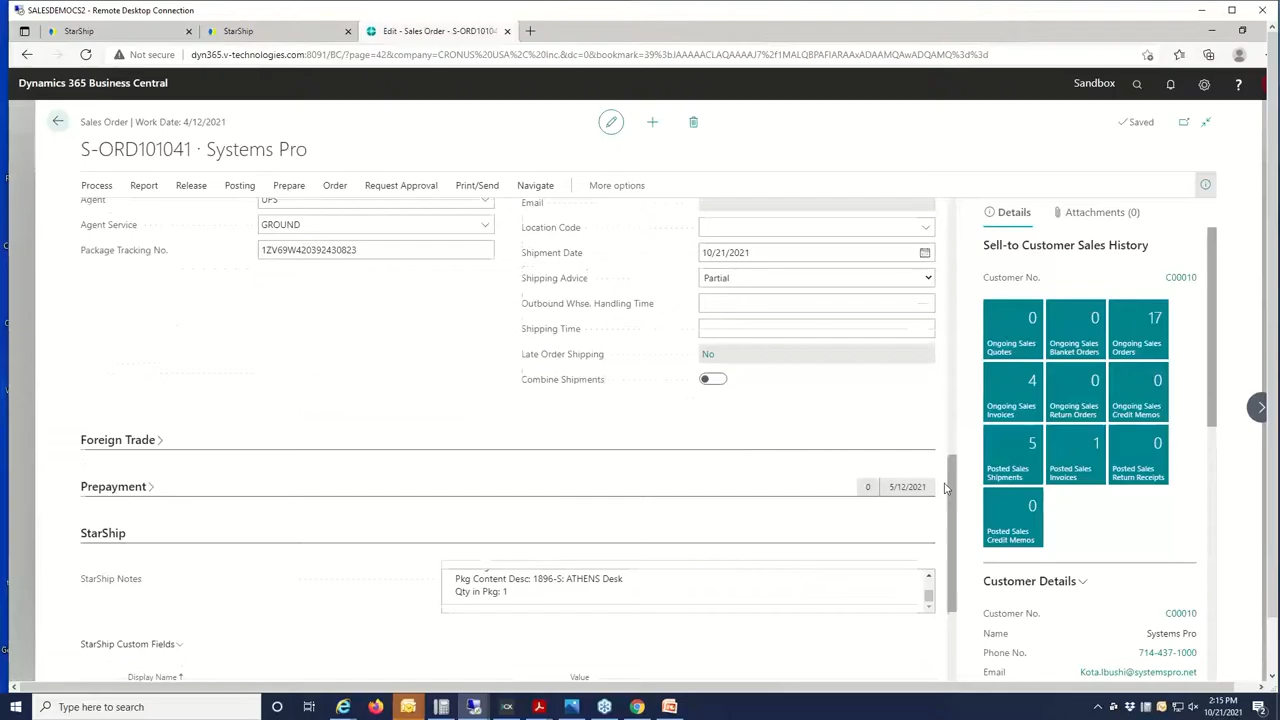 SALESDEMOCS2 - Remote Desktop Connection
StarShip
StarShip
Edit - Sales Order - S-ORD10104
Not secure
dyn365.v-technologies.org:8091/BC/?page=42&company=CRONUS%20USA%2C%20Inc.&dc=0&bookmark=39%3bJAAAAACLAQAAAAJ7%2f1MALQBPAFIARAAxADAAMQAwADQAMQ%3d%3d
Dynamics 365 Business Central
Sandbox
Sales Order | Work Date: 4/12/2021
Saved
S-ORD101041 · Systems Pro
Process
Report
Release
Posting
Prepare
Order
Request Approval
Print/Send
Navigate
More options
Agent
UPS
Agent Service
GROUND
Package Tracking No.
1ZV69W420392430823
Email
Location Code
Shipment Date
10/21/2021
Shipping Advice
Partial
Outbound Whse. Handling Time
Shipping Time
Late Order Shipping
No
Combine Shipments
Foreign Trade
Prepayment
0
5/12/2021
StarShip
StarShip Notes
Pkg Content Desc: 1896-S: ATHENS Desk
Qty in Pkg: 1
StarShip Custom Fields
Display Name
Value
Details
Attachments (0)
Sell-to Customer Sales History
Customer No.
C00010
0
Ongoing Sales
Quotes
0
Ongoing Sales
Blanket Orders
17
Ongoing Sales
Orders
4
Ongoing Sales
Invoices
0
Ongoing Sales
Return Orders
0
Ongoing Sales
Credit Memos
5
Posted Sales
Shipments
1
Posted Sales
Invoices
0
Posted Sales
Return Receipts
0
Posted Sales
Credit Memos
Customer Details
Customer No.
C00010
Name
Systems Pro
Phone No.
714-437-1000
Email
Kota.Ibushi@systemspro.net
Type here to search
2:15 PM
10/21/2021